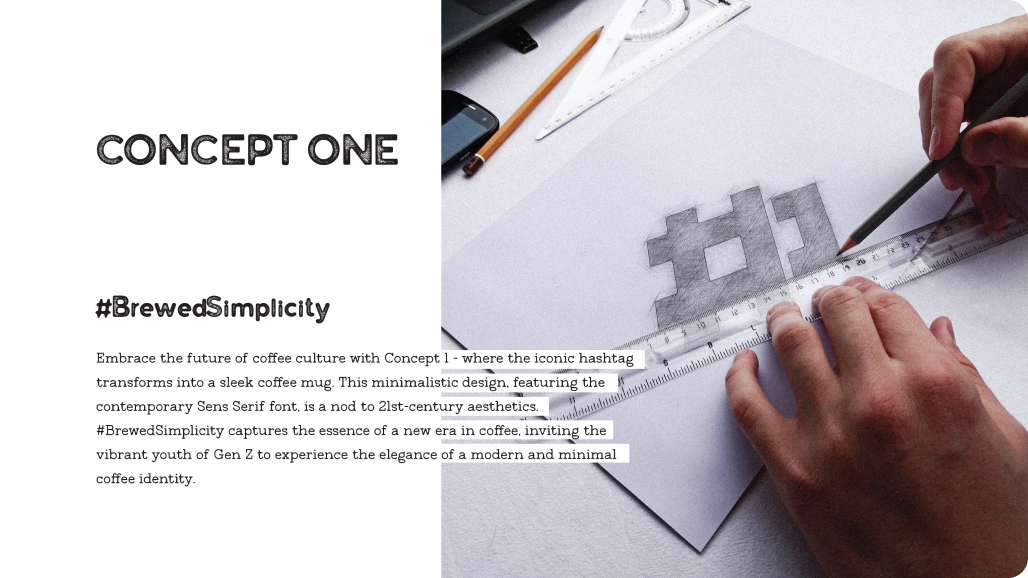 CONCEPT ONE
#BrewedSimplicity
Embrace the future of coffee culture with Concept 1 - where the iconic hashtag
transforms into a sleek coffee mug. This minimalistic design, featuring the
contemporary Sens Serif font, is a nod to 21st-century aesthetics.
#BrewedSimplicity captures the essence of a new era in coffee, inviting the
vibrant youth of Gen Z to experience the elegance of a modern and minimal
coffee identity.
#1